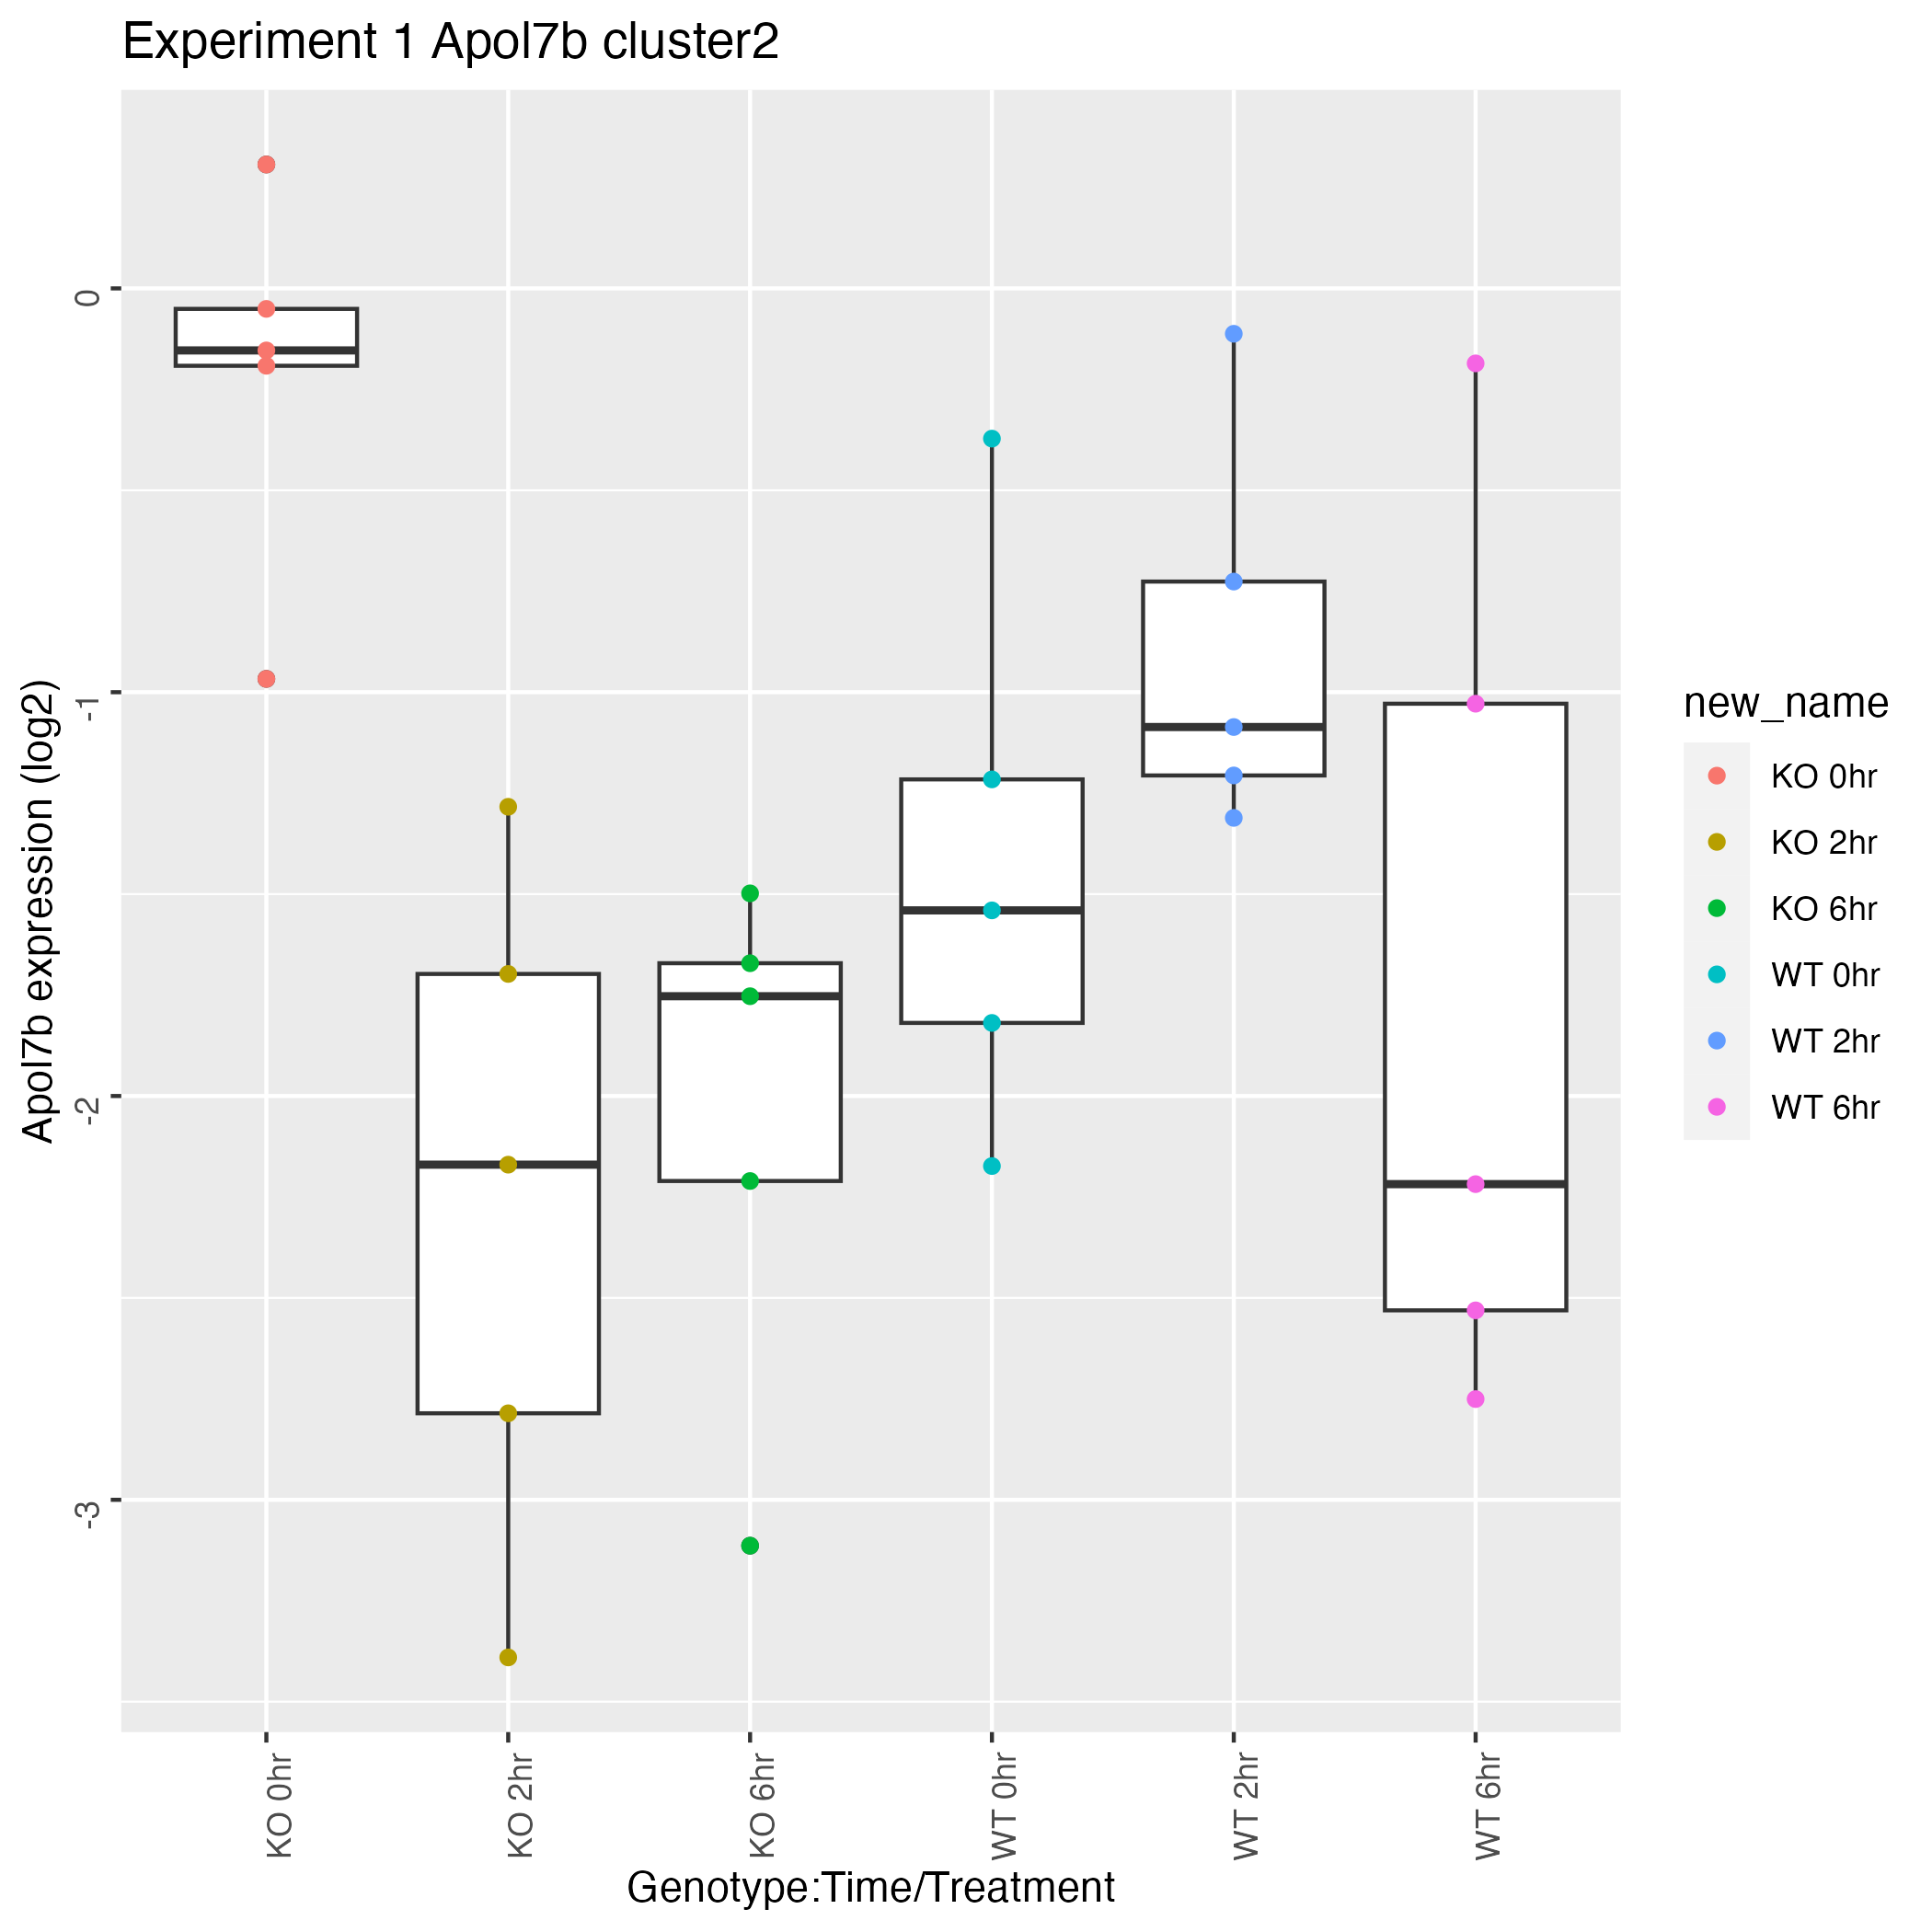 Experiment 1 Apol7b cluster2
Apol7b expression (log2)
0
-1
-2
-3
KO 0hr
KO 2hr
KO 6hr
WT 0hr
WT 2hr
WT 6hr
Genotype:Time/Treatment
new_name
KO 0hr
KO 2hr
KO 6hr
WT 0hr
WT 2hr
WT 6hr